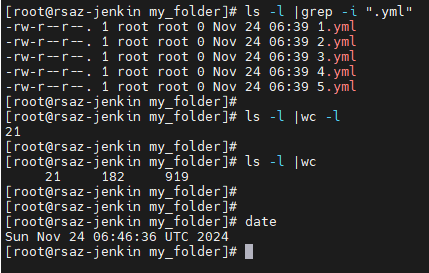 [root@rsaz-jenkin my_folder]# ls -l |grep -i ".yml"
-rw-r--r--. 1 root root 0 Nov 24 06:39 1.yml
-rw-r--r--. 1 root root 0 Nov 24 06:39 2.yml
-rw-r--r--. 1 root root 0 Nov 24 06:39 3.yml
-rw-r--r--. 1 root root 0 Nov 24 06:39 4.yml
-rw-r--r--. 1 root root 0 Nov 24 06:39 5.yml
[root@rsaz-jenkin my_folder]#
[root@rsaz-jenkin my_folder]# ls -l |wc -l
21
[root@rsaz-jenkin my_folder]#
[root@rsaz-jenkin my_folder]# ls -l |wc
     21     182     919
[root@rsaz-jenkin my_folder]#
[root@rsaz-jenkin my_folder]#
[root@rsaz-jenkin my_folder]# date
Sun Nov 24 06:46:36 UTC 2024
[root@rsaz-jenkin my_folder]#